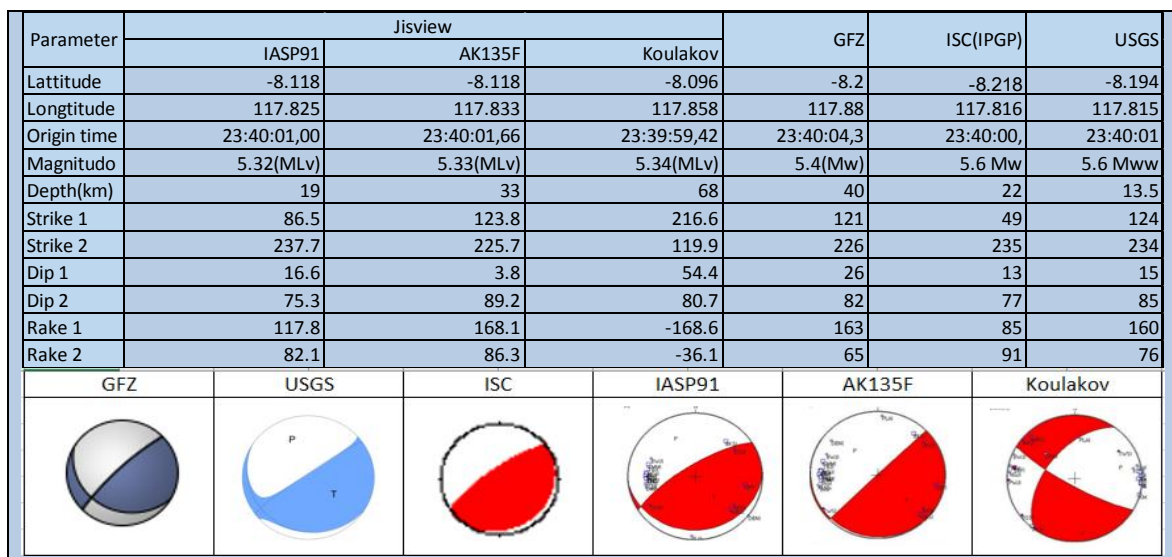 Parameter Jisview GFZ ISC(IPGP) USGS
IASP91 AK135F Koulakov
Lattitude -8.118 -8.118 -8.096 -8.2 -8.218 -8.194
Longtitude 117.825 117.833 117.858 117.88 117.816 117.815
Origin time 23:40:01,00 23:40:01,66 23:39:59,42 23:40:04,3 23:40:00, 23:40:01
Magnitudo 5.32(MLv) 5.33(MLv) 5.34(MLv) 5.4(Mw) 5.6 Mw 5.6 Mww
Depth(km) 19 33 68 40 22 13.5
Strike 1 86.5 123.8 216.6 121 49 124
Strike 2 237.7 225.7 119.9 226 235 234
Dip 1 16.6 3.8 54.4 26 13 15
Dip 2 75.3 89.2 80.7 82 77 85
Rake 1 117.8 168.1 -168.6 163 85 160
Rake 2 82.1 86.3 -36.1 65 91 76
GFZ USGS ISC IASP91 AK135F Koulakov
P
T